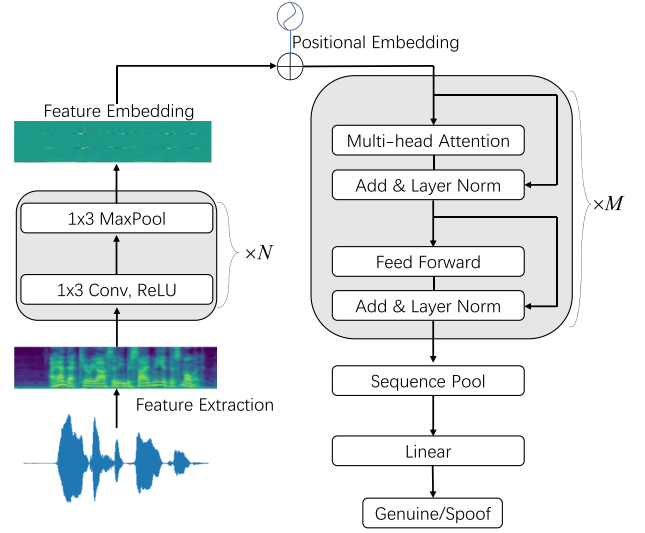 Positional Embedding
Feature Embedding
1x3 MaxPool
×N
1x3 Conv, ReLU
Feature Extraction
Multi-head Attention
Add & Layer Norm
×M
Feed Forward
Add & Layer Norm
Sequence Pool
Linear
Genuine/Spoof